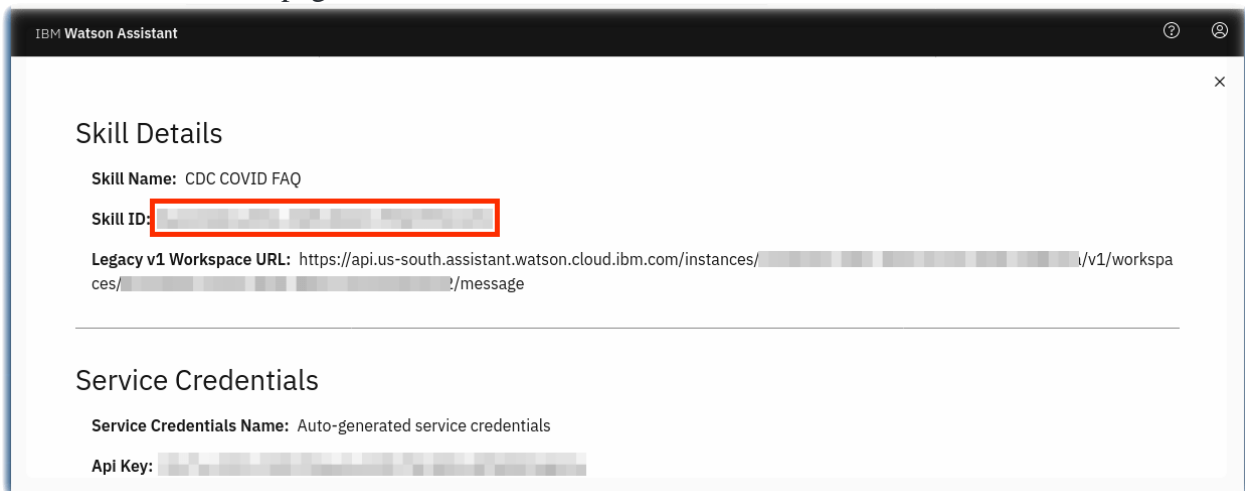 IBM Watson Assistant
Skill Details
Skill Name: CDC COVID FAQ
Skill ID:
Legacy v1 Workspace URL: https://api.us-south.assistant.watson.cloud.ibm.com/instances/ /v1/workspa
ces/ /message
Service Credentials
Service Credentials Name: Auto-generated service credentials
Api Key: